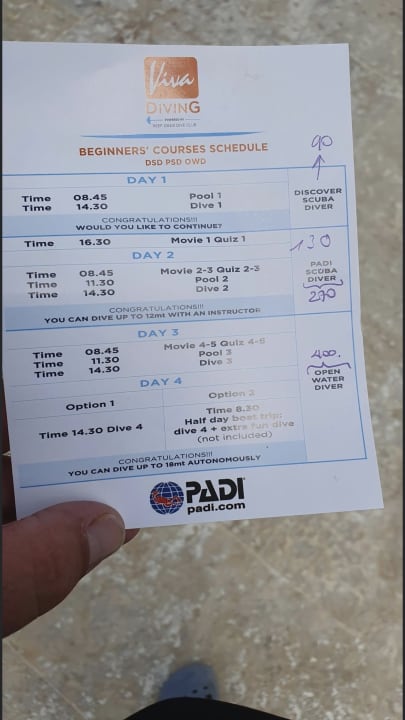 Viva
DIVING
POWERED BY
BEGINNERS' COURSES SCHEDULE
DSD PSD OWD
90
DAY 1
Time 08.45 Pool 1
Time 14.30 Dive 1
DISCOVER
SCUBA
DIVER
CONGRATULATIONS!!!
WOULD YOU LIKE TO CONTINUE?
Time 16.30 Movie 1 Quiz 1
130
DAY 2
Time 08.45 Movie 2-3 Quiz 2-3
Time 11.30 Pool 2
Time 14.30 Dive 2
PADI
SCUBA
DIVER
270
CONGRATULATIONS!!!
YOU CAN DIVE UP TO 12mt WITH AN INSTRUCTOR
DAY 3
Time 08.45 Movie 4-5 Quiz 4-5
Time 11.30 Pool 3
Time 14.30 Dive 3
400.
OPEN
WATER
DIVER
DAY 4
Option 1
Option 2
Time 14.30 Dive 4
Time 8.30
Half day boat trip:
dive 4 + extra fun dive
(not included)
CONGRATULATIONS!!!
YOU CAN DIVE UP TO 18mt AUTONOMOUSLY
PADI
padi.com